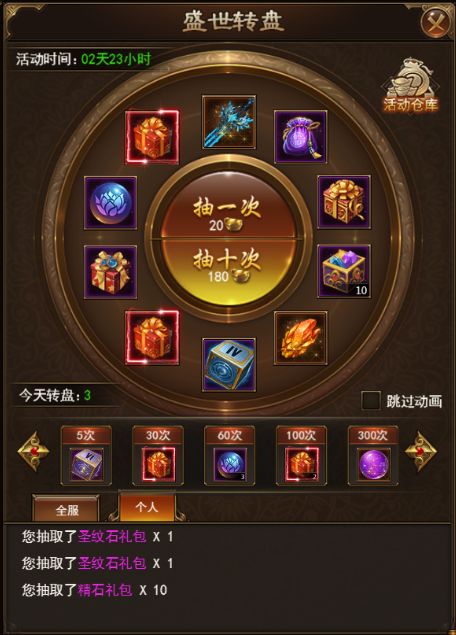 盛世转盘
活动时间：02天23小时
活动仓库
抽一次
20
抽十次
180
10
IV
今天转盘：3
跳过动画
5次 30次 60次 100次 300次
VI 3 2
全服 个人
您抽取了圣纹石礼包 X 1
您抽取了圣纹石礼包 X 1
您抽取了精石礼包 X 10